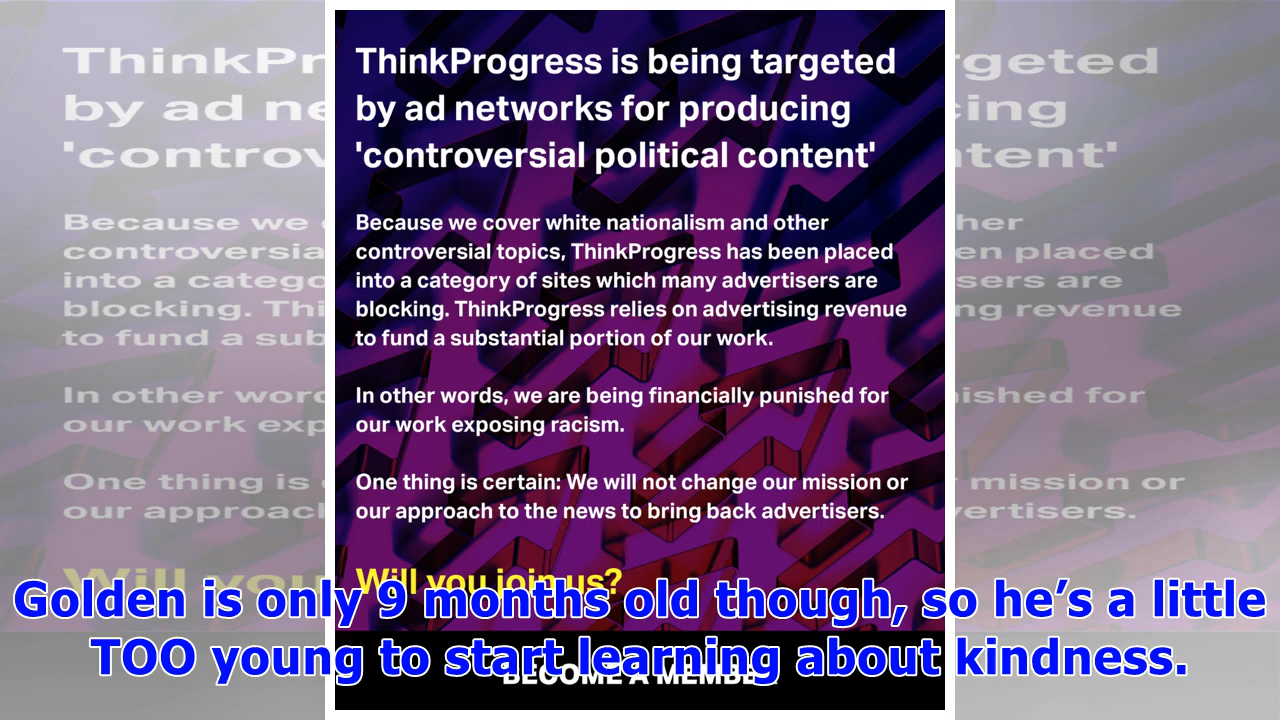 ThinkProgress is being targeted
by ad networks for producing
'controversial political content'
Because we cover white nationalism and other
controversial topics, ThinkProgress has been placed
into a category of sites which many advertisers are
blocking. ThinkProgress relies on advertising revenue
to fund a substantial portion of our work.
In other words, we are being financially punished for
our work exposing racism.
One thing is certain: We will not change our mission or
our approach to the news to bring back advertisers.
Will you join us?
BECOME A MEMBER
Golden is only 9 months old though, so he’s a little
TOO young to start learning about kindness.